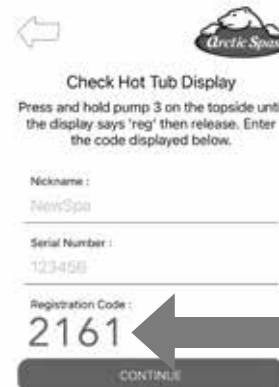 Arctic Spas
Check Hot Tub Display
Press and hold pump 3 on the topside until
the display says 'reg' then release. Enter
the code displayed below.
Nickname :
NewSpa
Serial Number :
123456
Registration Code :
2161
CONTINUE